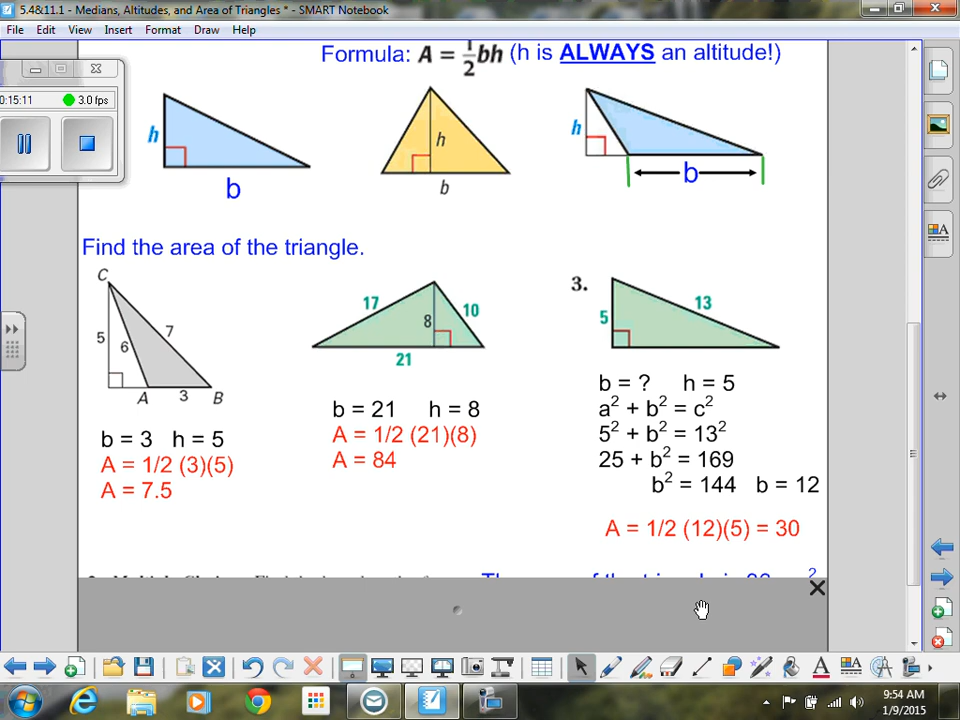 5.4&11.1 - Medians, Altitudes, and Area of Triangles * - SMART Notebook
File Edit View Insert Format Draw Help
Formula: A = 1/2 bh (h is ALWAYS an altitude!)
0:15:11 3.0 fps
h
b
h
b
h
b
Find the area of the triangle.
C
5
6
7
A
3
B
17
8
10
21
3.
5
13
b = 3 h = 5
A = 1/2 (3)(5)
A = 7.5
b = 21 h = 8
A = 1/2 (21)(8)
A = 84
b = ? h = 5
a² + b² = c²
5² + b² = 13²
25 + b² = 169
b² = 144 b = 12
A = 1/2 (12)(5) = 30
9:54 AM
1/9/2015